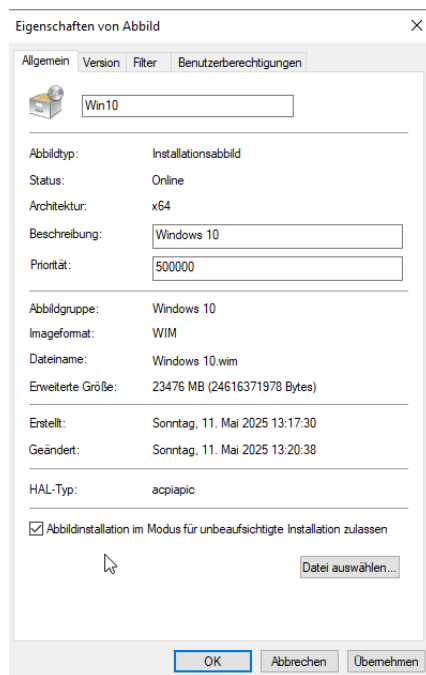 Eigenschaften von Abbild
Allgemein Version Filter Benutzerberechtigungen
Win10
Abbildtyp: Installationsabbild
Status: Online
Architektur: x64
Beschreibung: Windows 10
Priorität: 500000
Abbildgruppe: Windows 10
Imageformat: WIM
Dateiname: Windows 10.wim
Erweiterte Größe: 23476 MB (24616371978 Bytes)
Erstellt: Sonntag, 11. Mai 2025 13:17:30
Geändert: Sonntag, 11. Mai 2025 13:20:38
HAL-Typ: acpiapic
Abbildinstallation im Modus für unbeaufsichtigte Installation zulassen
Datei auswählen...
OK Abbrechen Übernehmen